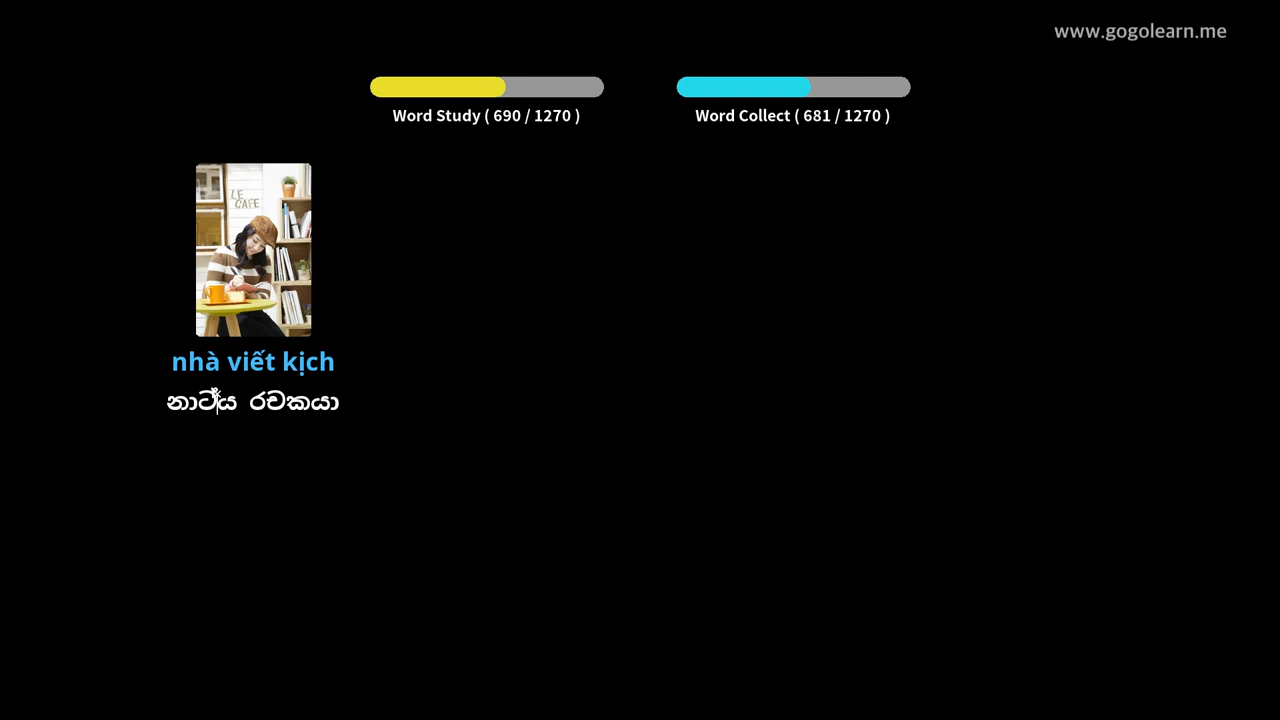 www.gogolearn.me
Word Study ( 690 / 1270 )
Word Collect ( 681 / 1270 )
LE
CAFE
nhà viết kịch
නාට්‍ය රචකයා